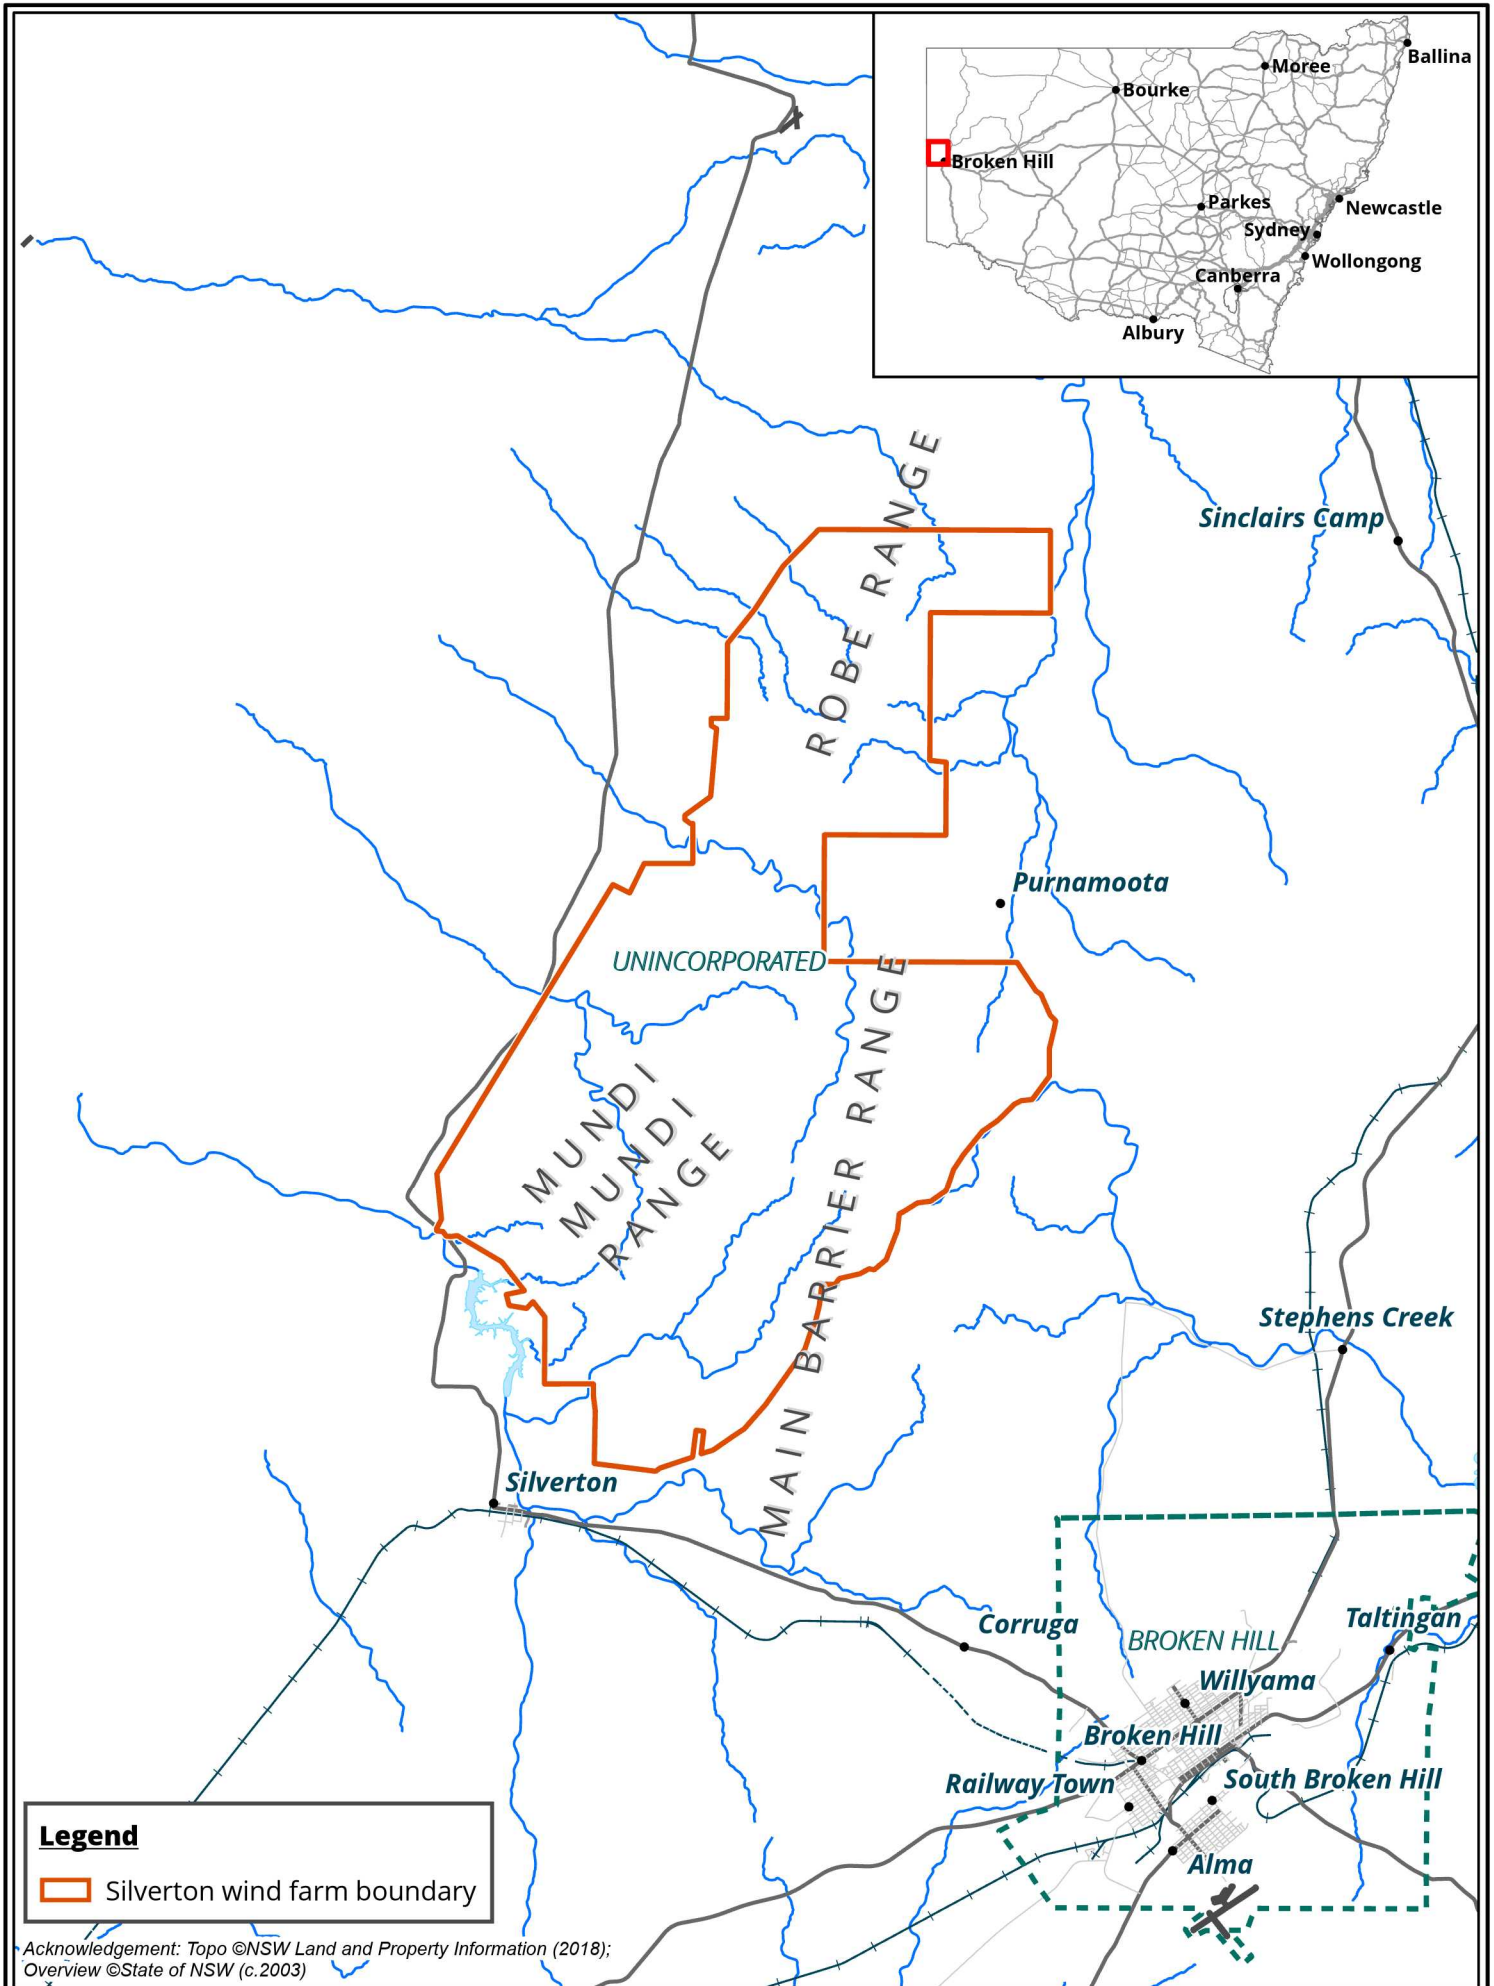 Ballina
Moree
Bourke
Broken Hill
Parkes
Newcastle
Sydney
Wollongong
Canberra
Albury
ROBE RANGE
Sinclairs Camp
Purnamoota
UNINCORPORATED
MUNDI
MUNDI
RANGE
MAIN BARRIER RANGE
Stephens Creek
Silverton
Corruga
Taltingan
BROKEN HILL
Willyama
Broken Hill
Railway Town
South Broken Hill
Alma
Legend
Silverton wind farm boundary
Acknowledgement: Topo ©NSW Land and Property Information (2018);
Overview ©State of NSW (c.2003)